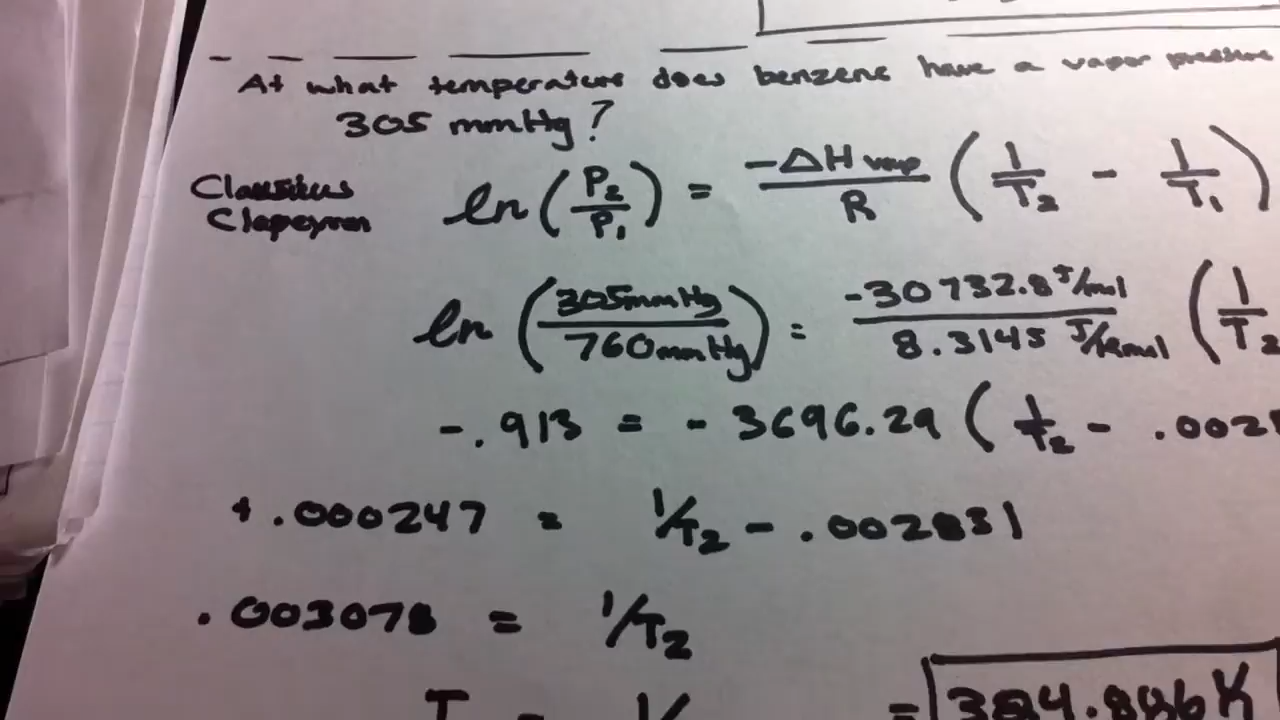 At what temperature does benzene have a vapor pressure
305 mmHg?
Clausius
Clapeyron
ln(P₂/P₁) = -ΔHvap/R (1/T₂ - 1/T₁)
ln(305mmHg/760mmHg) = -30732.8 J/mol / 8.3145 J/K mol (1/T₂
-.913 = -3696.29 (1/T₂ - .002
+.000247 = 1/T₂ - .002831
.003078 = 1/T₂
T = 1/ = 324.886K